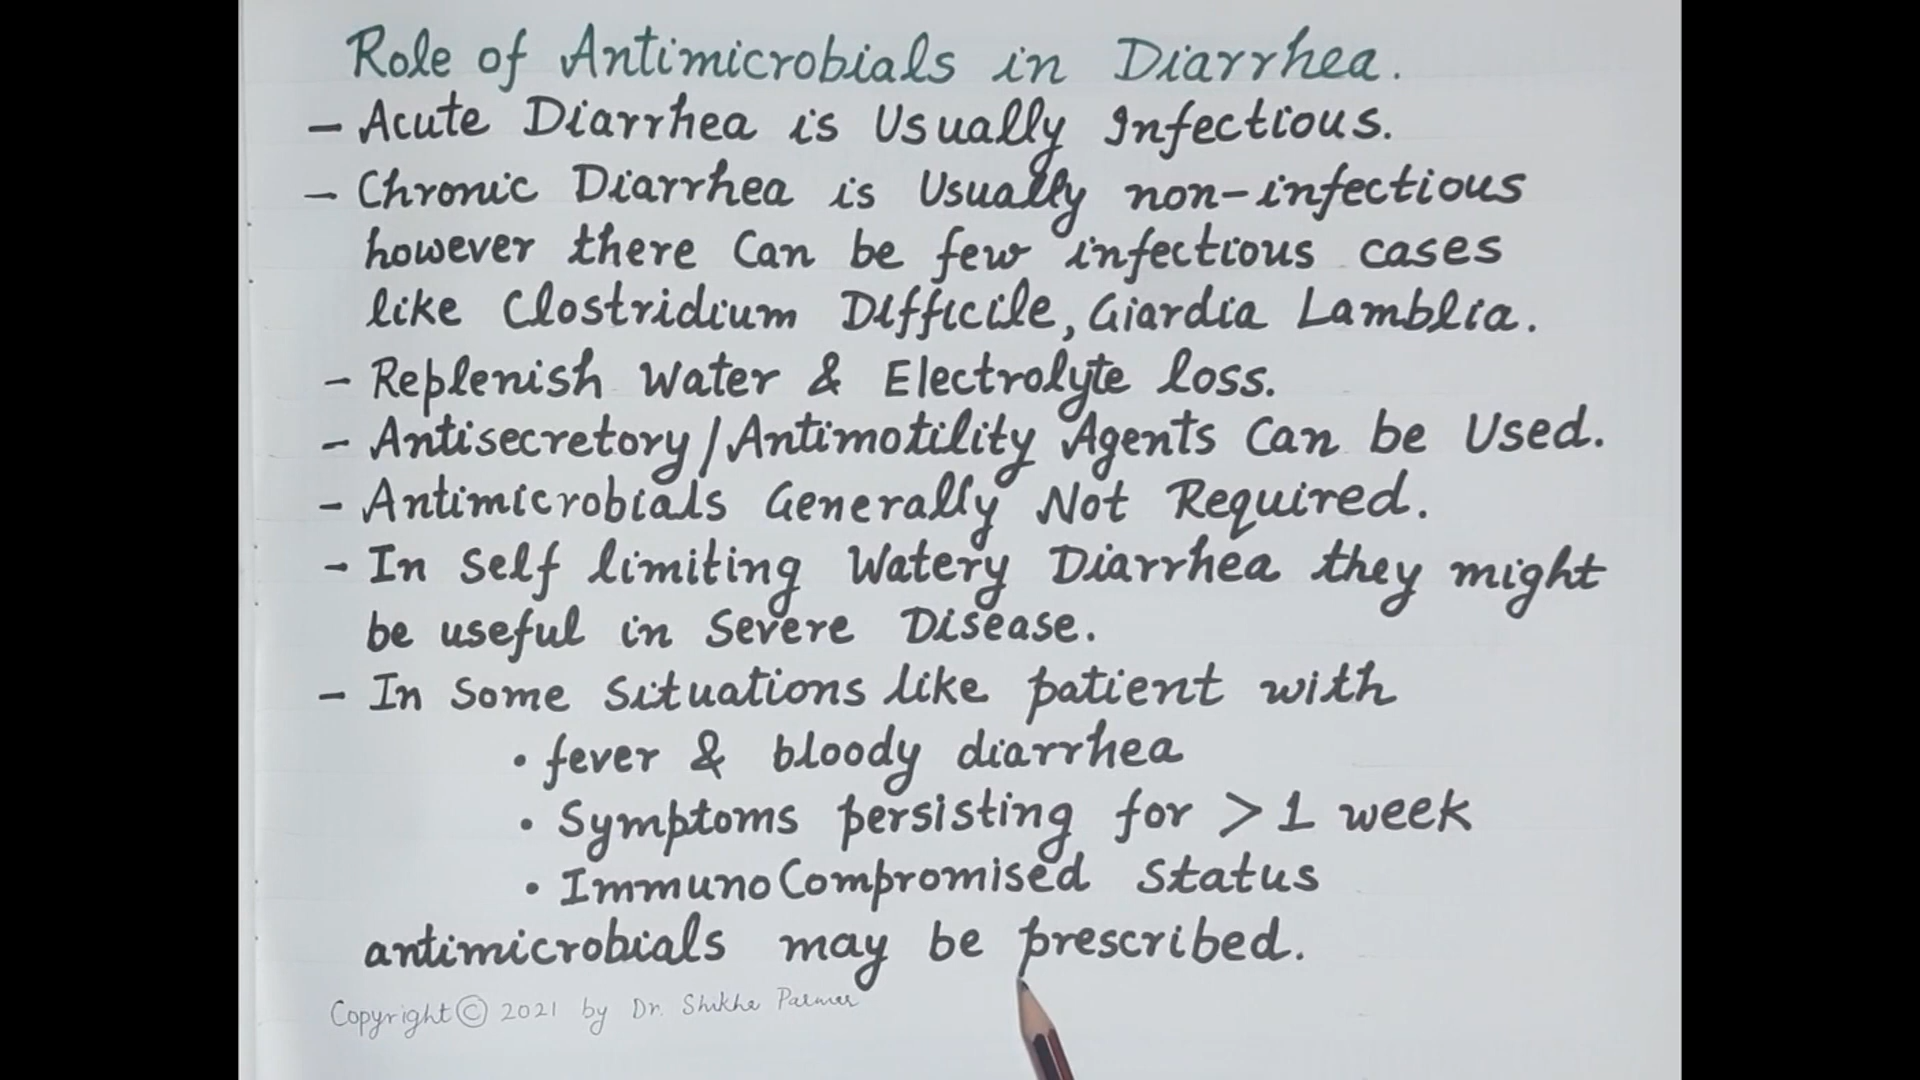 Role of Antimicrobials in Diarrhea.
- Acute Diarrhea is Usually Infectious.
- Chronic Diarrhea is Usually non-infectious
however there Can be few infectious cases
like Clostridium Difficile, Giardia Lamblia.
- Replenish Water & Electrolyte loss.
- Antisecretory/Antimotility Agents Can be Used.
- Antimicrobials Generally Not Required.
- In Self limiting Watery Diarrhea they might
be useful in Severe Disease.
- In Some Situations like patient with
• fever & bloody diarrhea
• Symptoms persisting for > 1 week
• ImmunoCompromised Status
antimicrobials may be prescribed.
Copyright © 2021 by Dr. Shikha Parmar